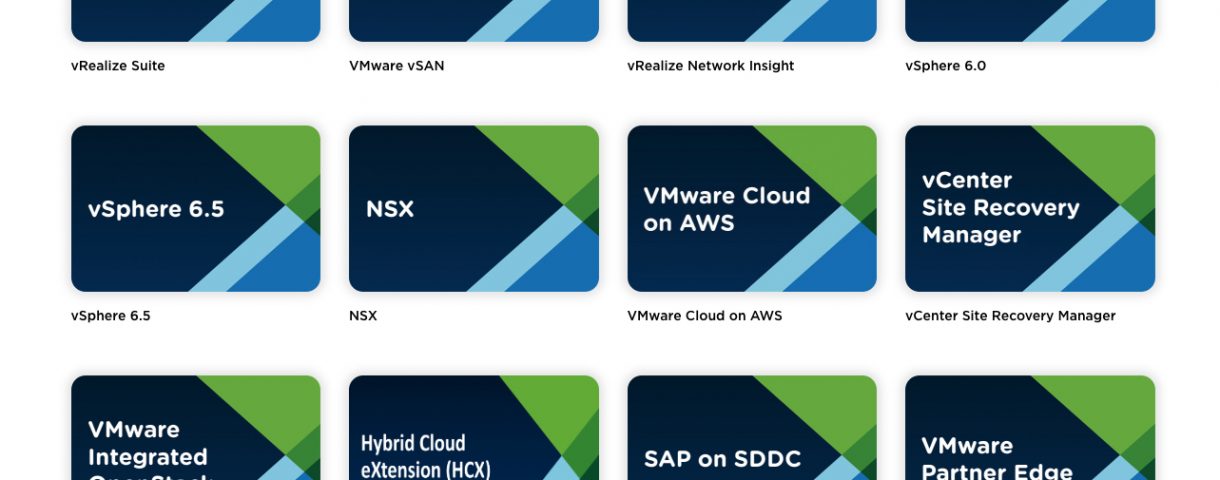 vRealize Suite
VMware vSAN
vRealize Network Insight
vSphere 6.0
vSphere 6.5
NSX
VMware Cloud
on AWS
vCenter
Site Recovery
Manager
vSphere 6.5
NSX
VMware Cloud on AWS
vCenter Site Recovery Manager
VMware
Integrated
OpenStack
Hybrid Cloud
eXtension (HCX)
SAP on SDDC
VMware
Partner Edge